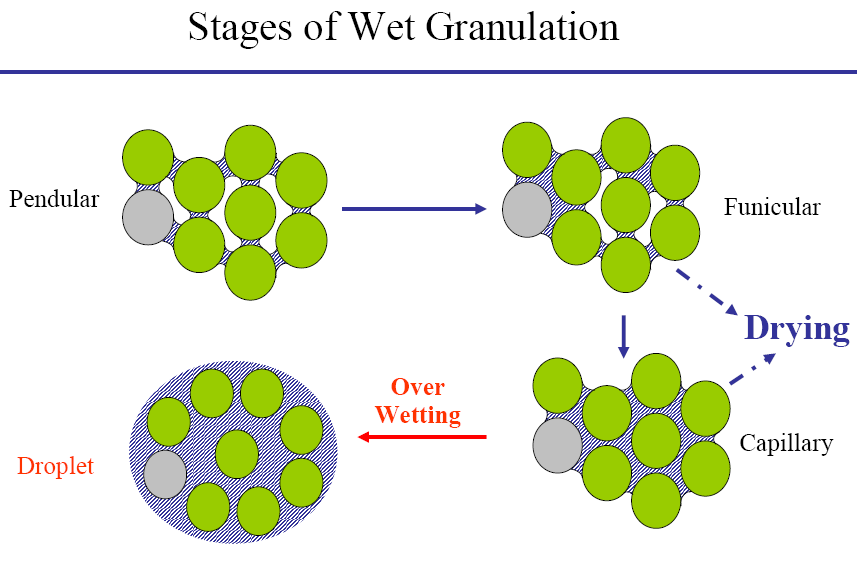 Stages of Wet Granulation
Pendular
Funicular
Drying
Over
Wetting
Capillary
Droplet